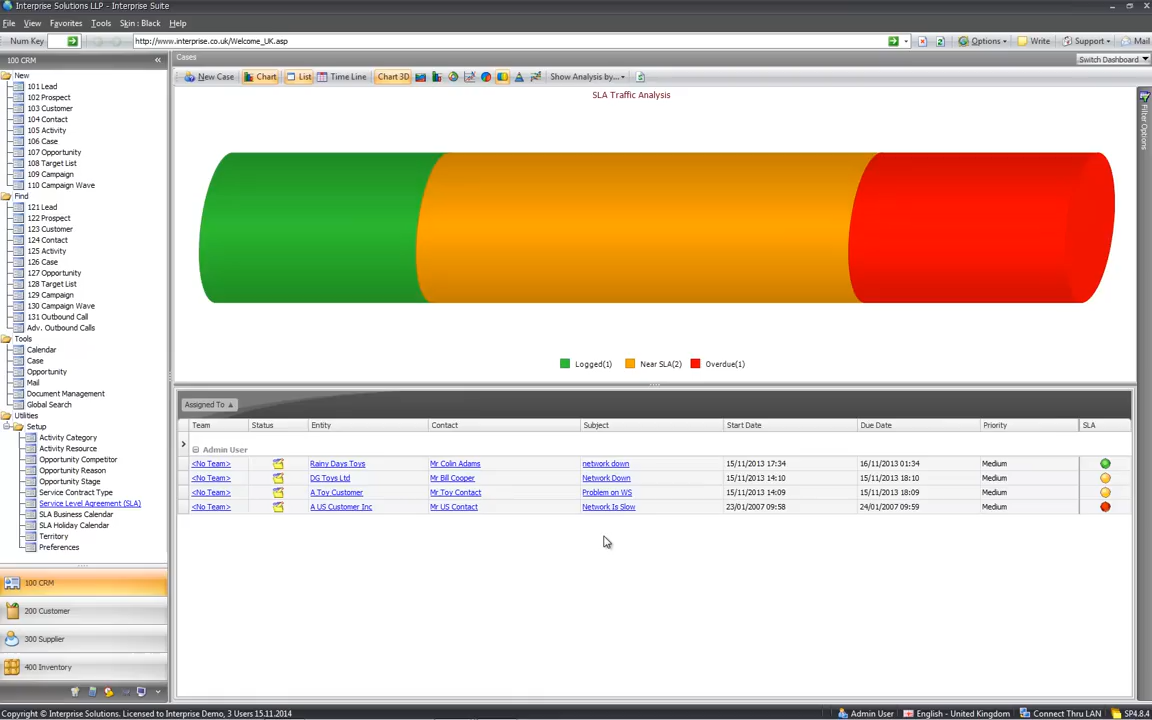 Interprise Solutions LLP - Interprise Suite
File View Favorites Tools Skin : Black Help
Num Key http://www.interprise.co.uk/Welcome_UK.asp Options Write Support Mail
100 CRM «
Cases
Switch Dashboard
New
101 Lead
102 Prospect
103 Customer
104 Contact
105 Activity
106 Case
107 Opportunity
108 Target List
109 Campaign
110 Campaign Wave
Find
121 Lead
122 Prospect
123 Customer
124 Contact
125 Activity
126 Case
127 Opportunity
128 Target List
129 Campaign
130 Campaign Wave
131 Outbound Call
Adv. Outbound Calls
Tools
Calendar
Case
Opportunity
Mail
Document Management
Global Search
Utilities
Setup
Activity Category
Activity Resource
Opportunity Competitor
Opportunity Reason
Opportunity Stage
Service Contract Type
Service Level Agreement (SLA)
SLA Business Calendar
SLA Holiday Calendar
Territory
Preferences
100 CRM
200 Customer
300 Supplier
400 Inventory
New Case Chart List Time Line Chart 3D Show Analysis by...
Filter Options
SLA Traffic Analysis
Logged(1) Near SLA(2) Overdue(1)
Assigned To
Team Status Entity Contact Subject Start Date Due Date Priority SLA
Admin User
<No Team> Rainy Days Toys Mr Colin Adams network down 15/11/2013 17:34 16/11/2013 01:34 Medium
<No Team> DG Toys Ltd Mr Bill Cooper Network Down 15/11/2013 14:10 15/11/2013 18:10 Medium
<No Team> A Toy Customer Mr Toy Contact Problem on WS 15/11/2013 14:09 15/11/2013 18:09 Medium
<No Team> A US Customer Inc Mr US Contact Network Is Slow 23/01/2007 09:58 24/01/2007 09:59 Medium
Copyright © Interprise Solutions. Licensed to Interprise Demo, 3 Users 15.11.2014 Admin User English - United Kingdom Connect Thru LAN SP4.8.4